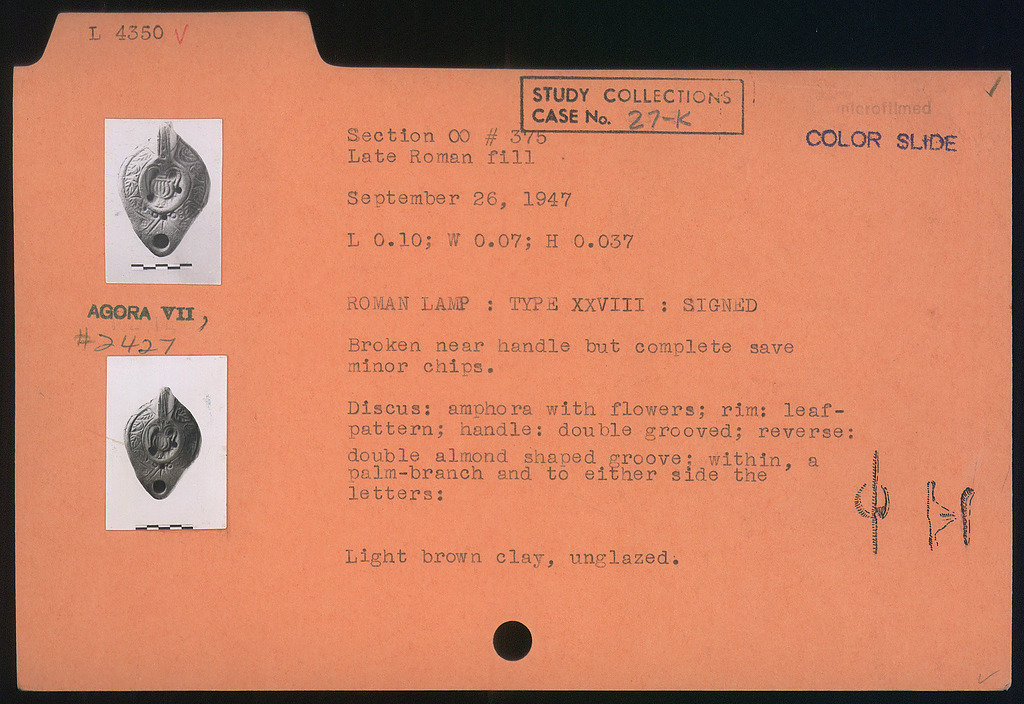 L 4350
STUDY COLLECTIONS
CASE No. 27-K
microfilmed
COLOR SLIDE
Section OO # 375
Late Roman fill
September 26, 1947
L 0.10; W 0.07; H 0.037
AGORA VII,
#2427
ROMAN LAMP : TYPE XXVIII : SIGNED
Broken near handle but complete save
minor chips.
Discus: amphora with flowers; rim: leaf-
pattern; handle: double grooved; reverse:
double almond shaped groove; within, a
palm-branch and to either side the
letters:
Light brown clay, unglazed.